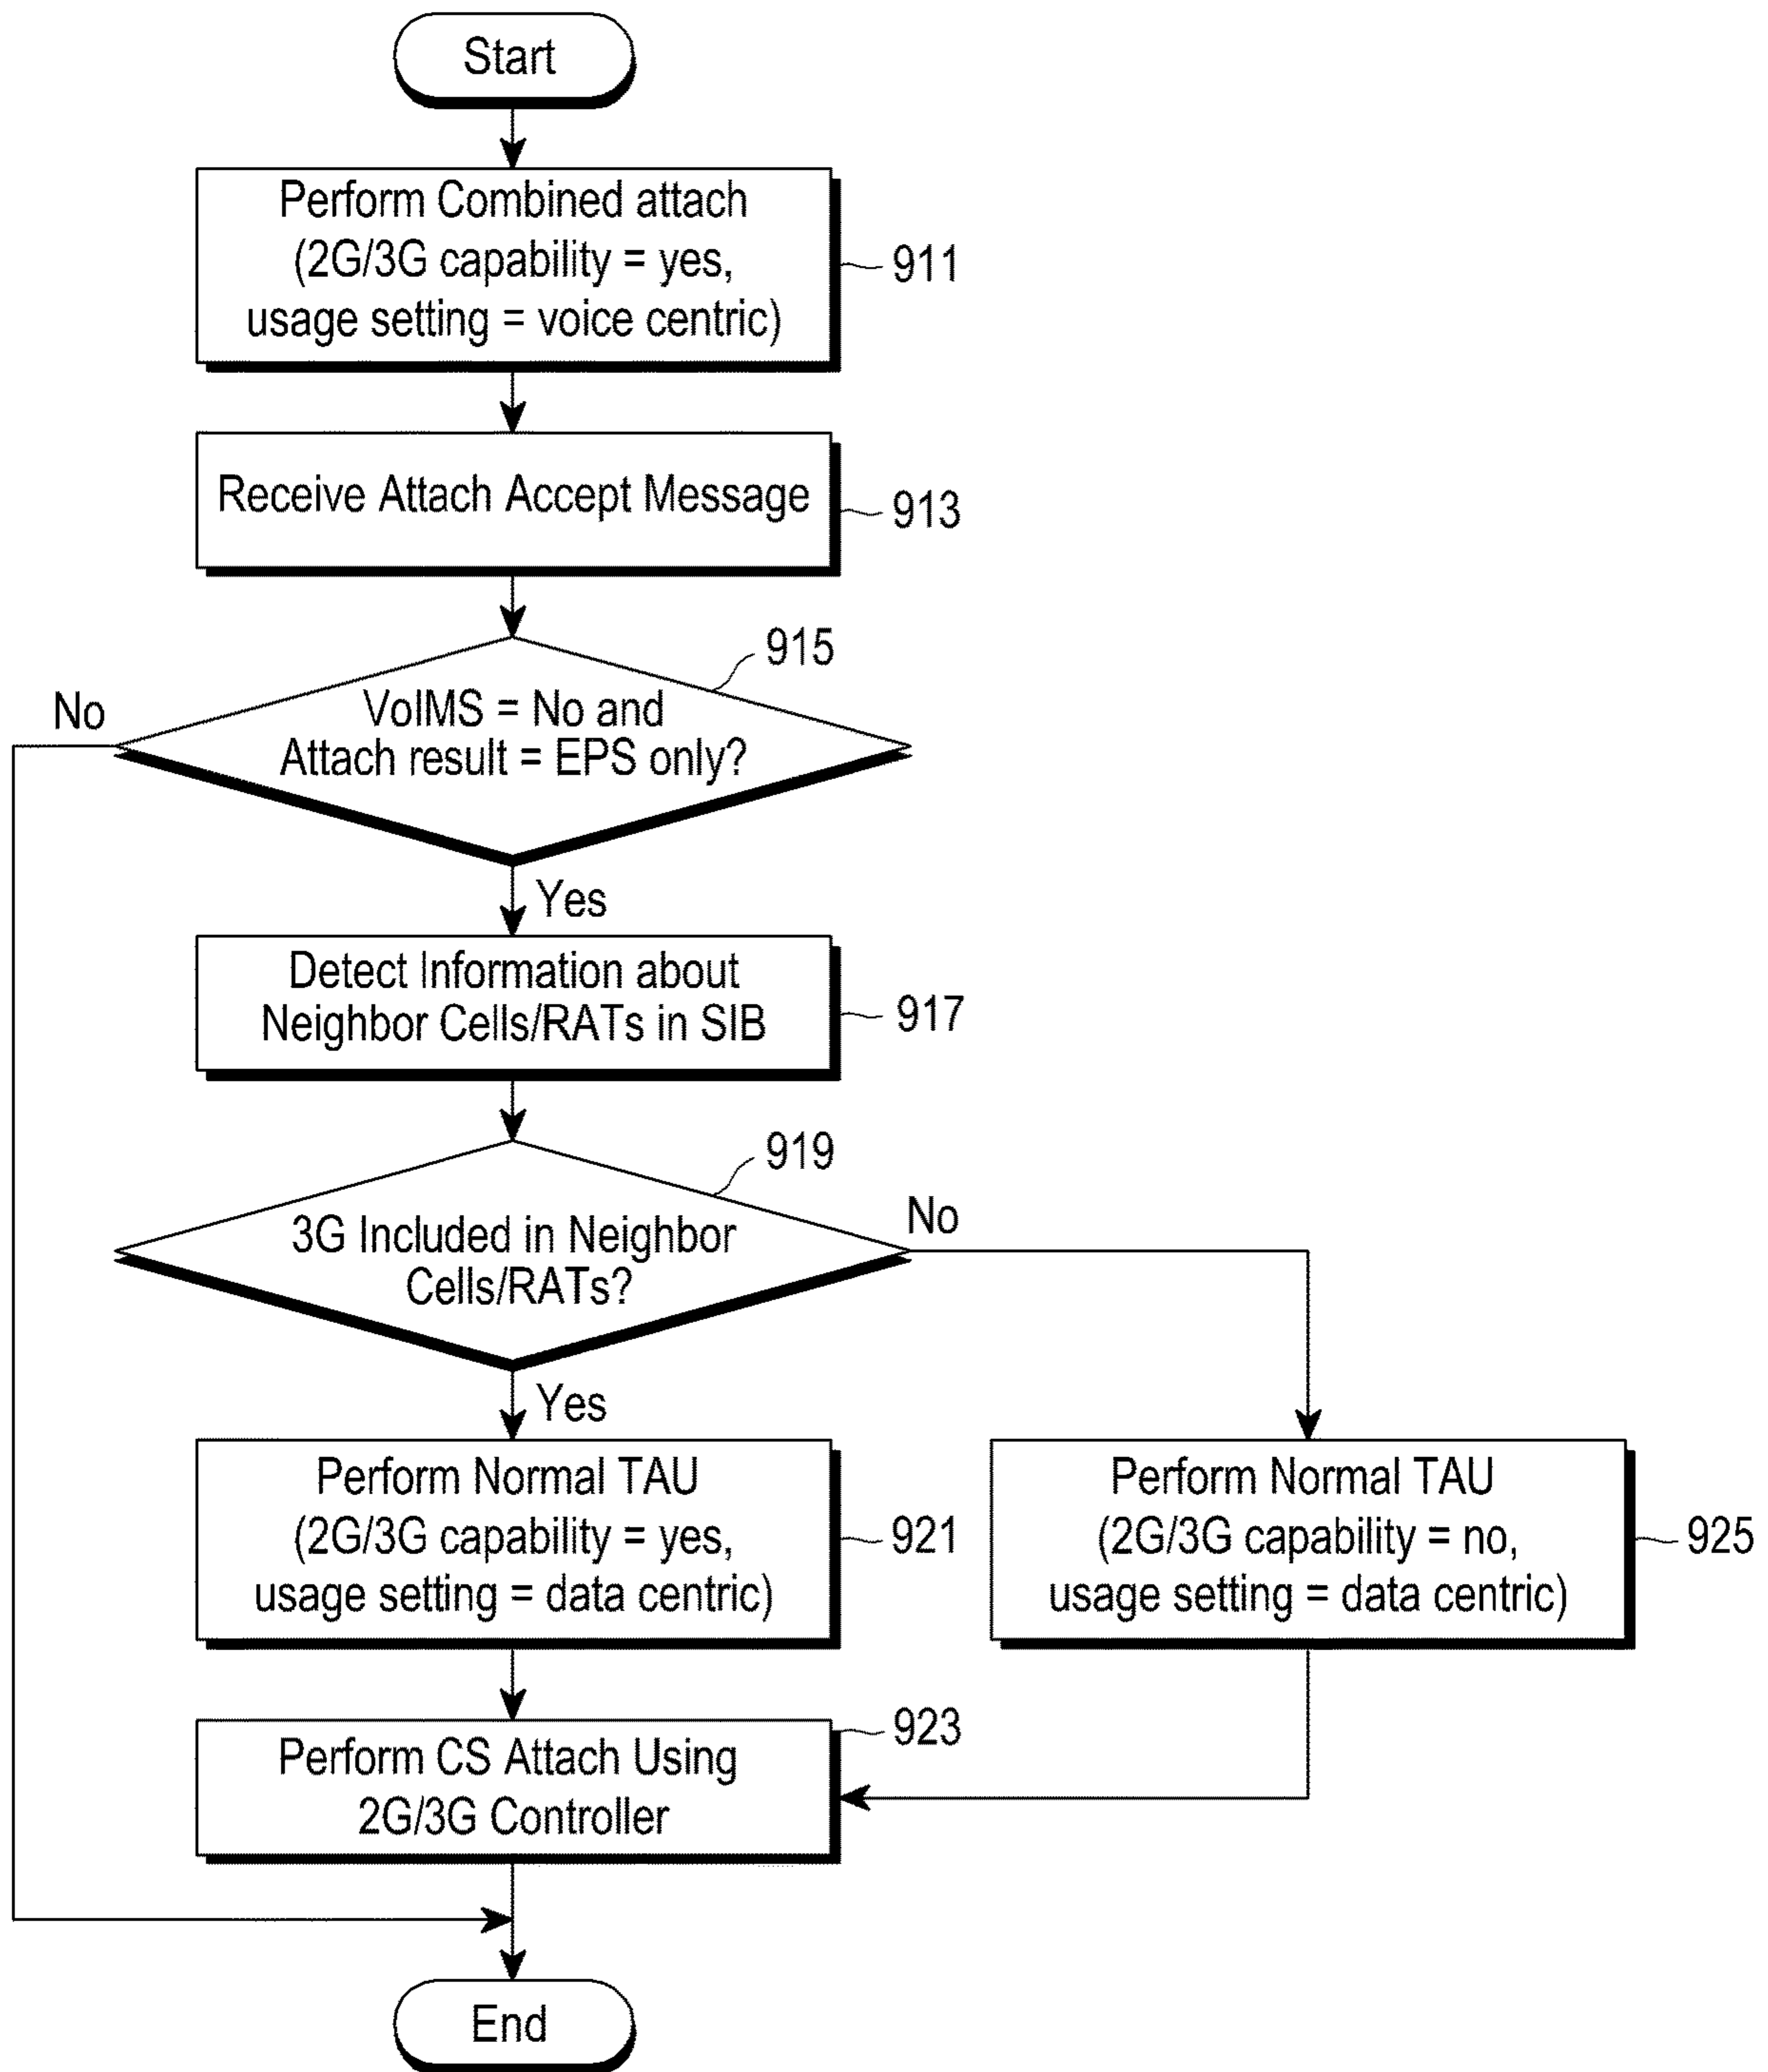 Start
Perform Combined attach
(2G/3G capability = yes,
usage setting = voice centric)
911
Receive Attach Accept Message
913
915
No
VoIMS = No and
Attach result = EPS only?
Yes
Detect Information about
Neighbor Cells/RATs in SIB
917
919
No
3G Included in Neighbor
Cells/RATs?
Yes
Perform Normal TAU
(2G/3G capability = yes,
usage setting = data centric)
921
Perform Normal TAU
(2G/3G capability = no,
usage setting = data centric)
925
923
Perform CS Attach Using
2G/3G Controller
End